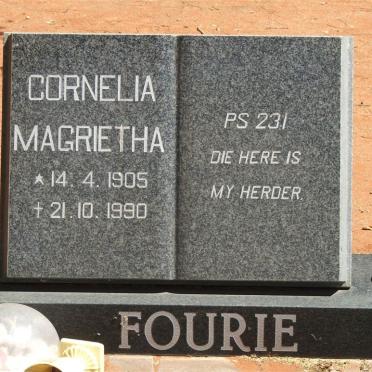 CORNELIA
MAGRIETHA
* 14. 4. 1905
† 21. 10. 1990
PS 23.1
DIE HERE IS
MY HERDER.
FOURIE